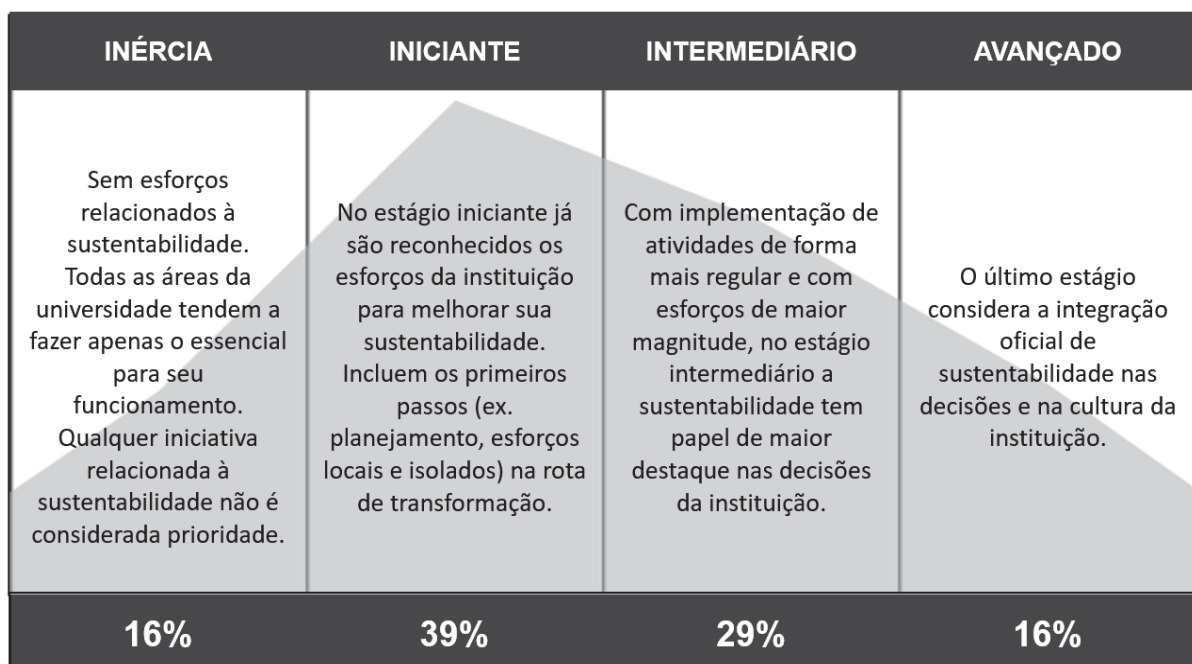 INÉRCIA
INICIANTE
INTERMEDIÁRIO
AVANÇADO
Sem esforços
relacionados à
sustentabilidade.
Todas as áreas da
universidade tendem a
fazer apenas o essencial
para seu
funcionamento.
Qualquer iniciativa
relacionada à
sustentabilidade não é
considerada prioridade.
No estágio iniciante já
são reconhecidos os
esforços da instituição
para melhorar sua
sustentabilidade.
Incluem os primeiros
passos (ex.
planejamento, esforços
locais e isolados) na rota
de transformação.
Com implementação de
atividades de forma
mais regular e com
esforços de maior
magnitude, no estágio
intermediário a
sustentabilidade tem
papel de maior
destaque nas decisões
da instituição.
O último estágio
considera a integração
oficial de
sustentabilidade nas
decisões e na cultura da
instituição.
16%
39%
29%
16%